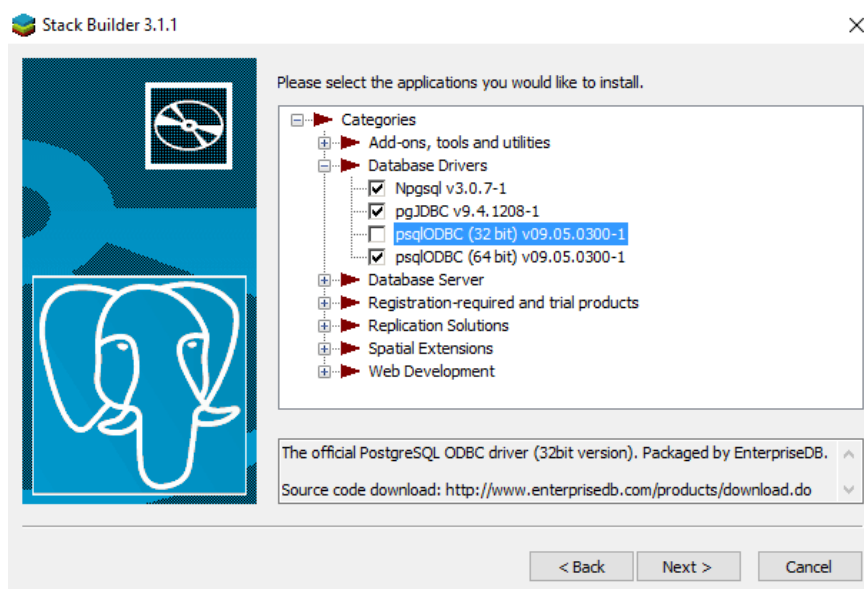 Stack Builder 3.1.1
Please select the applications you would like to install.
Categories
Add-ons, tools and utilities
Database Drivers
Npgsql v3.0.7-1
pgJDBC v9.4.1208-1
psqlODBC (32 bit) v09.05.0300-1
psqlODBC (64 bit) v09.05.0300-1
Database Server
Registration-required and trial products
Replication Solutions
Spatial Extensions
Web Development
The official PostgreSQL ODBC driver (32bit version). Packaged by EnterpriseDB.
Source code download: http://www.enterprisedb.com/products/download.do
< Back Next > Cancel